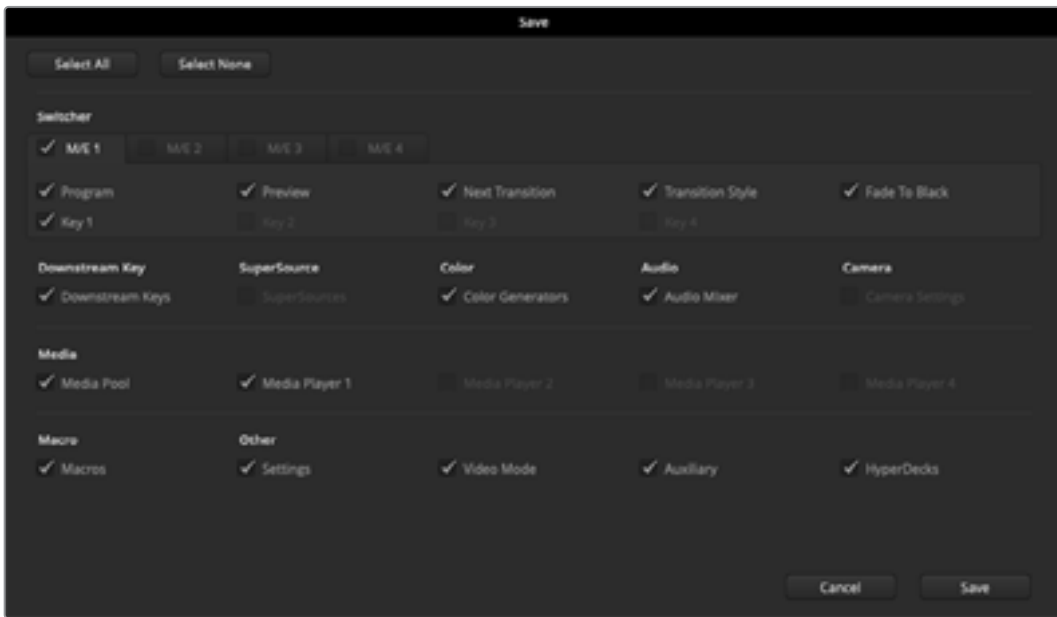 Save
Select All Select None
Switcher
M/E 1 M/E 2 M/E 3 M/E 4
Program Preview Next Transition Transition Style Fade To Black
Key 1 Key 2 Key 3 Key 4
Downstream Key SuperSource Color Audio Camera
Downstream Keys SuperSources Color Generators Audio Mixer Camera Settings
Media
Media Pool Media Player 1 Media Player 2 Media Player 3 Media Player 4
Macro Other
Macros Settings Video Mode Auxiliary HyperDecks
Cancel Save